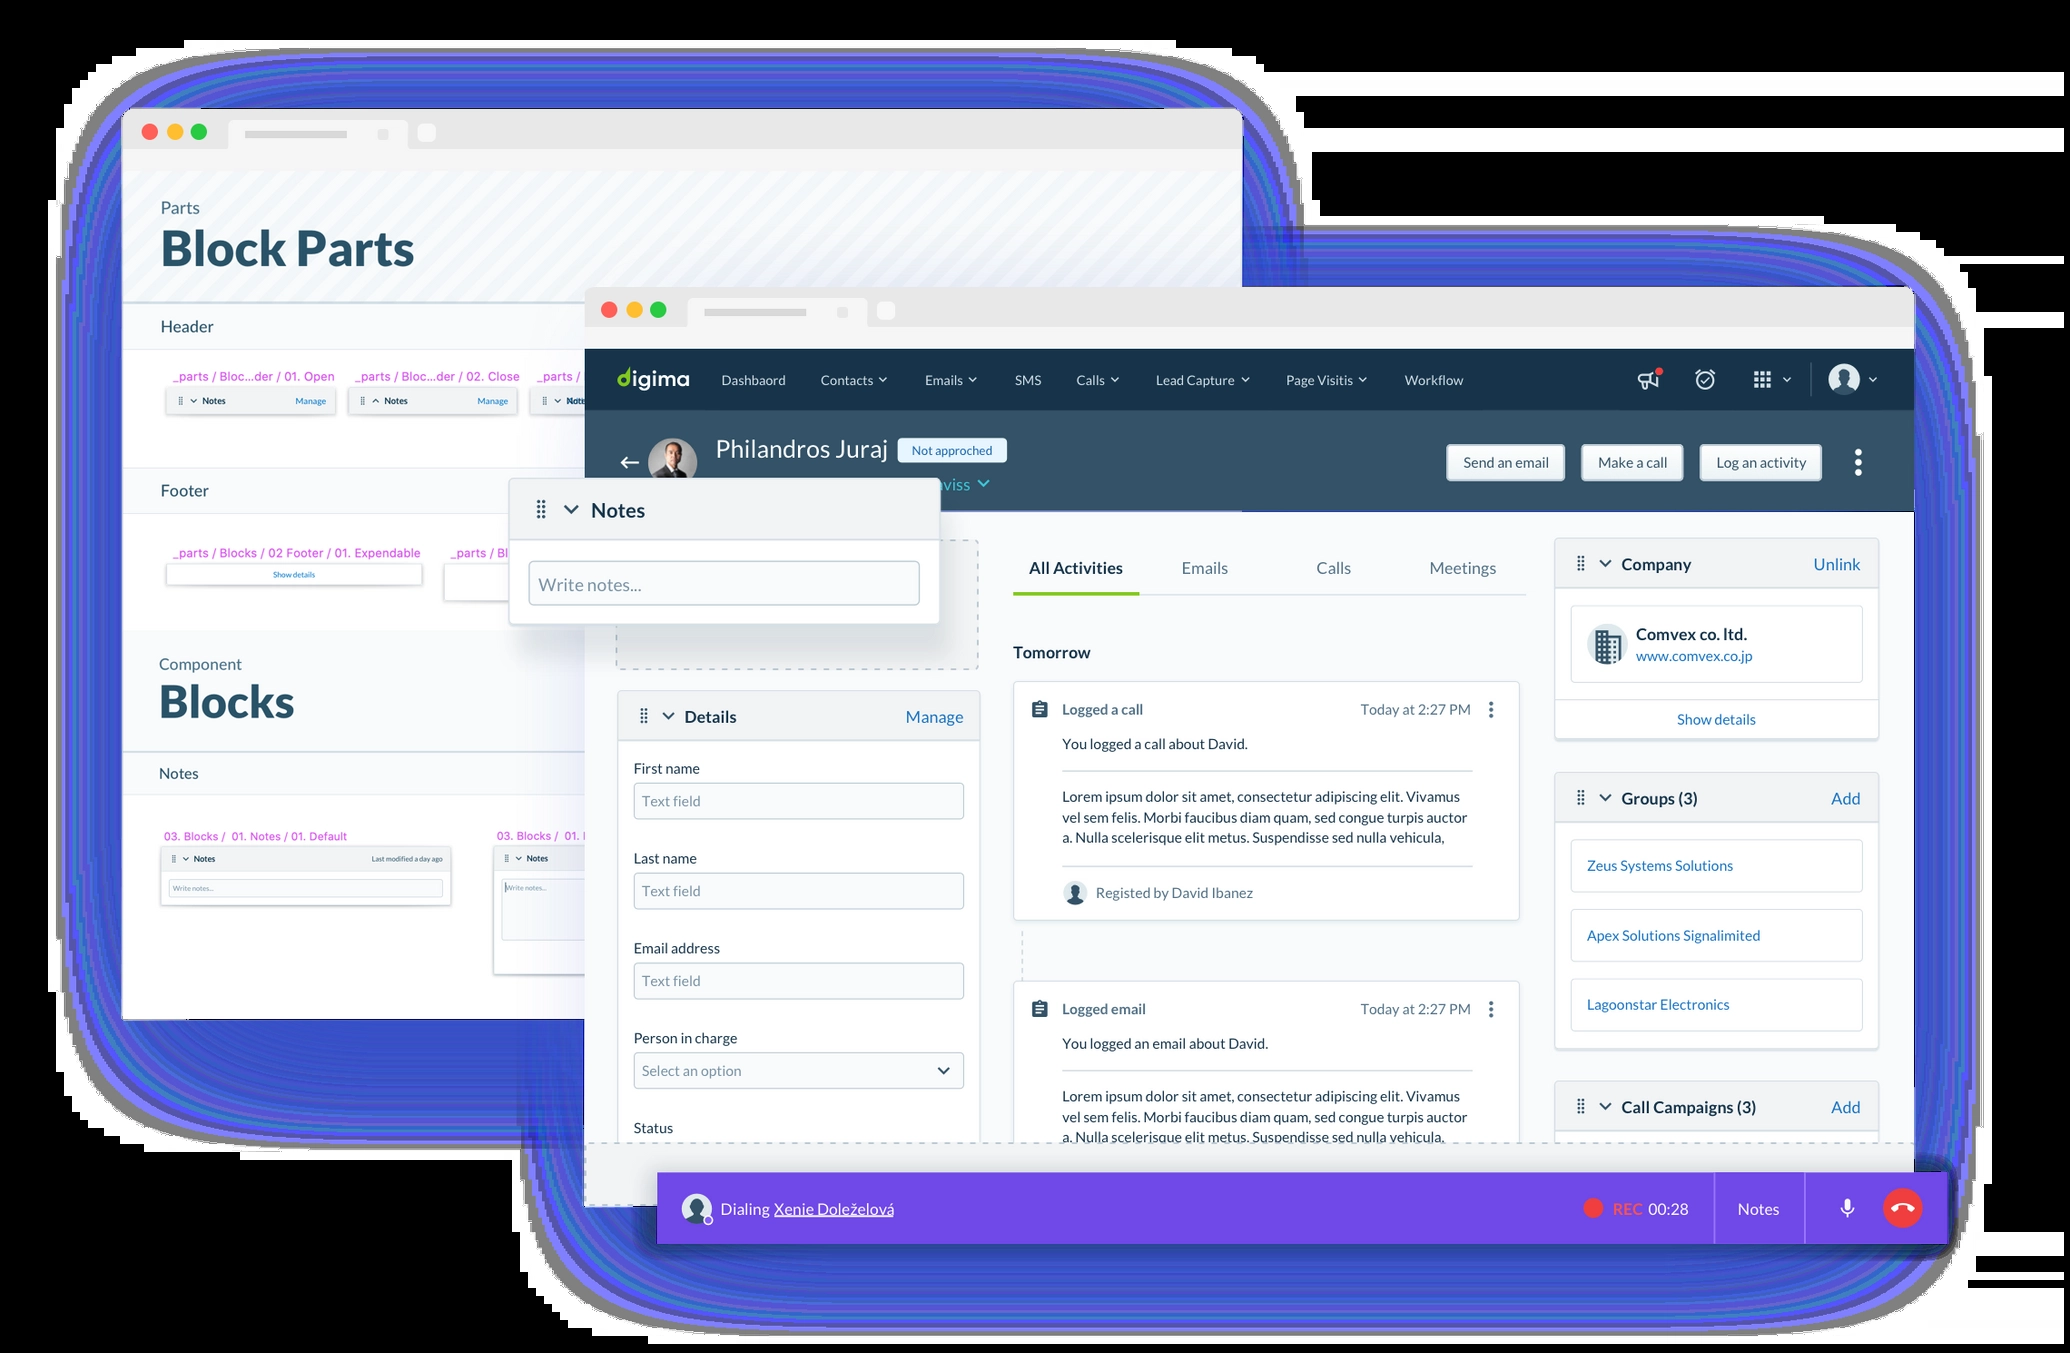 Parts
Block Parts
Header
_parts / Bloc...der / 01. Open
_parts / Bloc...der / 02. Close
_parts /
Notes
Manage
Notes
Manage
Footer
_parts / Blocks / 02 Footer / 01. Expendable
_parts / Bl
Show details
Component
Blocks
Notes
03. Blocks / 01. Notes / 01. Default
03. Blocks / 01.
Notes
Last modified a day ago
Write notes...
Notes
Write notes...
digima
Dashbaord
Contacts
Emails
SMS
Calls
Lead Capture
Page Visitis
Workflow
Philandros Juraj
Not approched
Send an email
Make a call
Log an activity
Notes
Write notes...
Details
Manage
First name
Text field
Last name
Text field
Email address
Text field
Person in charge
Select an option
Status
All Activities
Emails
Calls
Meetings
Tomorrow
Logged a call
Today at 2:27 PM
You logged a call about David.
Lorem ipsum dolor sit amet, consectetur adipiscing elit. Vivamus
vel sem felis. Morbi faucibus diam quam, sed congue turpis auctor
a. Nulla scelerisque elit metus. Suspendisse sed nulla vehicula,
Registed by David Ibanez
Logged email
Today at 2:27 PM
You logged an email about David.
Lorem ipsum dolor sit amet, consectetur adipiscing elit. Vivamus
vel sem felis. Morbi faucibus diam quam, sed congue turpis auctor
a. Nulla scelerisque elit metus. Suspendisse sed nulla vehicula,
Company
Unlink
Comvex co. ltd.
www.comvex.co.jp
Show details
Groups (3)
Add
Zeus Systems Solutions
Apex Solutions Signalimited
Lagoonstar Electronics
Call Campaigns (3)
Add
Dialing Xenie Doleželová
REC 00:28
Notes